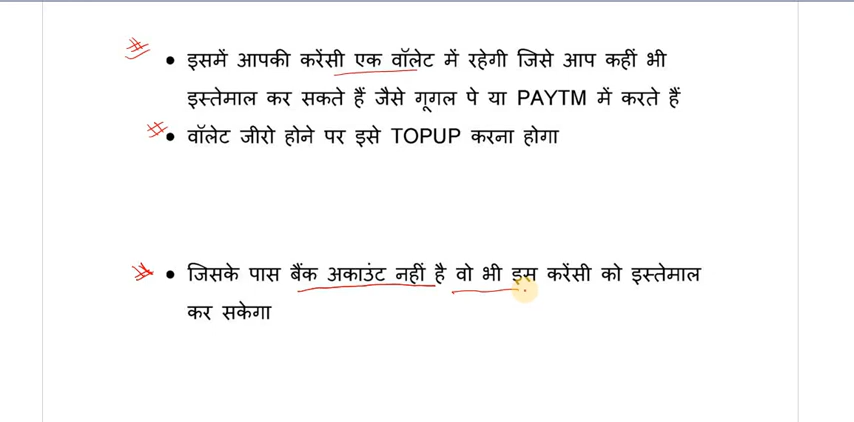 • इसमें आपकी करेंसी एक वॉलेट में रहेगी जिसे आप कहीं भी
इस्तेमाल कर सकते हैं जैसे गूगल पे या PAYTM में करते हैं
• वॉलेट जीरो होने पर इसे TOPUP करना होगा
• जिसके पास बैंक अकाउंट नहीं है वो भी इस करेंसी को इस्तेमाल
कर सकेगा